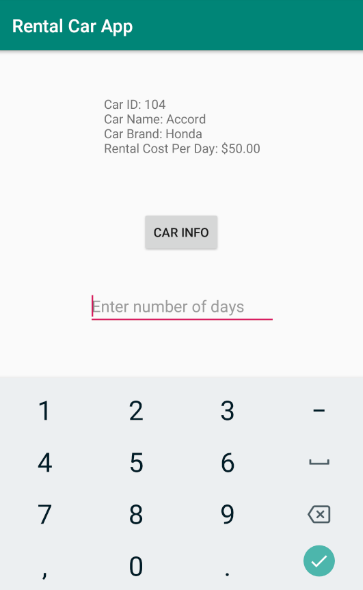 Rental Car App
Car ID: 104
Car Name: Accord
Car Brand: Honda
Rental Cost Per Day: $50.00
CAR INFO
Enter number of days
1 2 3 -
4 5 6
7 8 9
, 0 .